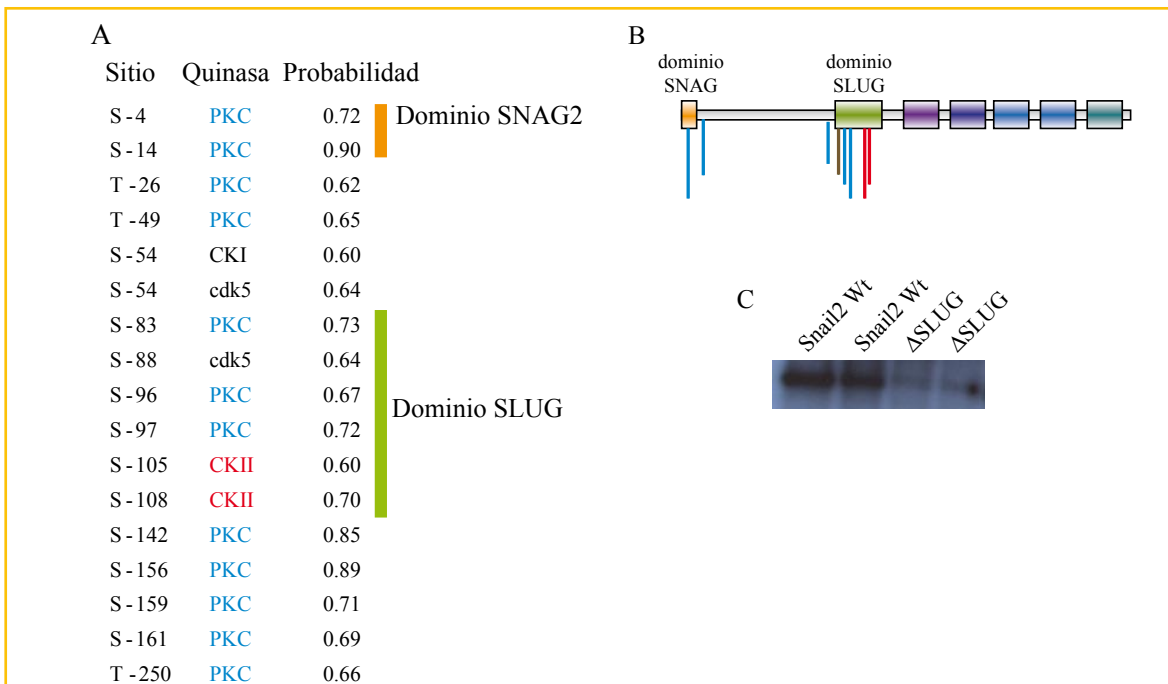 A
Sitio Quinasa Probabilidad
S-4 PKC 0.72
S-14 PKC 0.90
T-26 PKC 0.62
T-49 PKC 0.65
S-54 CKI 0.60
S-54 cdk5 0.64
S-83 PKC 0.73
S-88 cdk5 0.64
S-96 PKC 0.67
S-97 PKC 0.72
S-105 CKII 0.60
S-108 CKII 0.70
S-142 PKC 0.85
S-156 PKC 0.89
S-159 PKC 0.71
S-161 PKC 0.69
T-250 PKC 0.66
Dominio SNAG2
Dominio SLUG
B
dominio
SNAG
dominio
SLUG
C
Snail2 Wt
Snail2 Wt
ΔSLUG
ΔSLUG